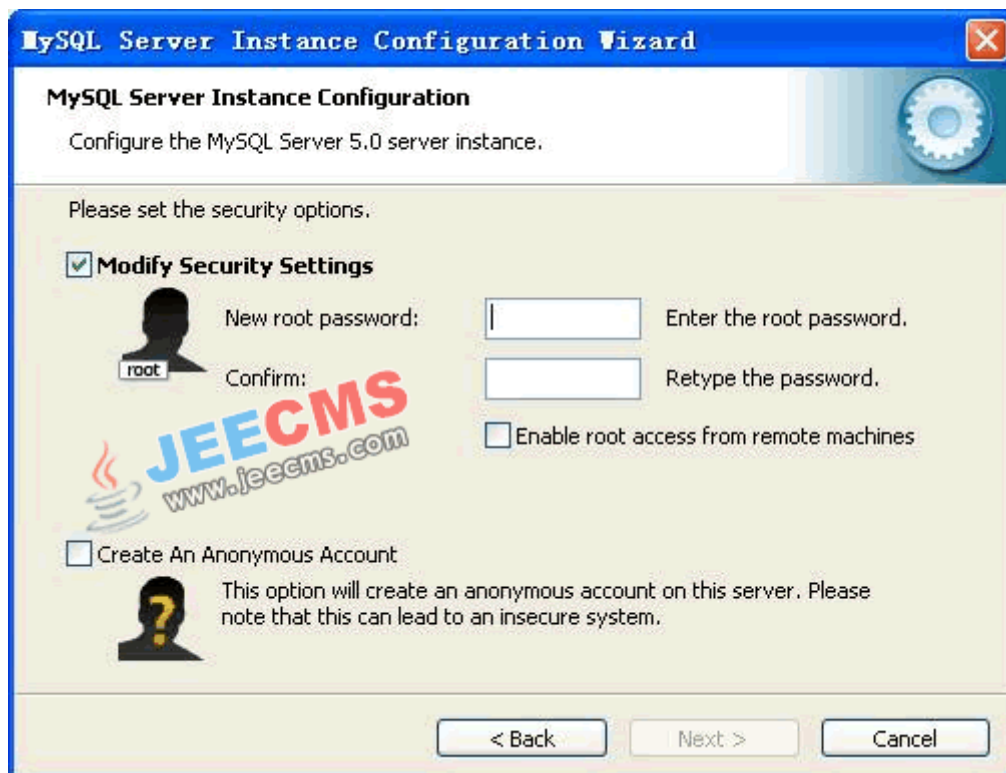 MySQL Server Instance Configuration Wizard
MySQL Server Instance Configuration
Configure the MySQL Server 5.0 server instance.
Please set the security options.
Modify Security Settings
New root password:
Enter the root password.
root
Confirm:
Retype the password.
JEECMS
www.jeecms.com
Enable root access from remote machines
Create An Anonymous Account
This option will create an anonymous account on this server. Please
note that this can lead to an insecure system.
< Back
Next >
Cancel